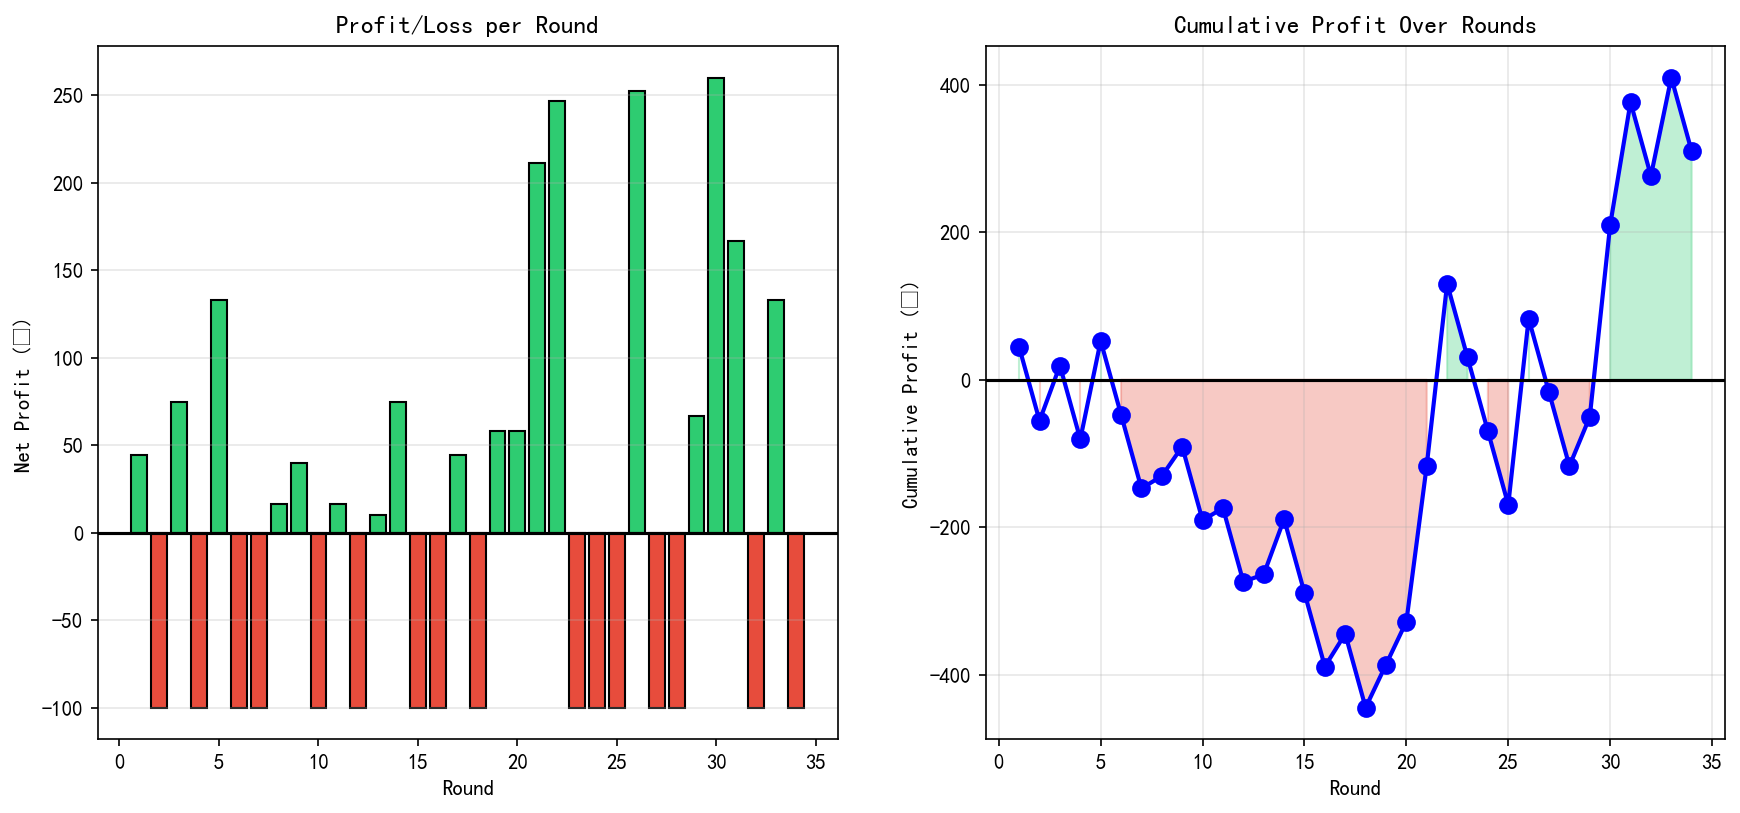 Profit/Loss per Round
Net Profit (□)
250
200
150
100
50
0
−50
−100
0 5 10 15 20 25 30 35
Round
Cumulative Profit Over Rounds
Cumulative Profit (□)
400
200
0
−200
−400
0 5 10 15 20 25 30 35
Round